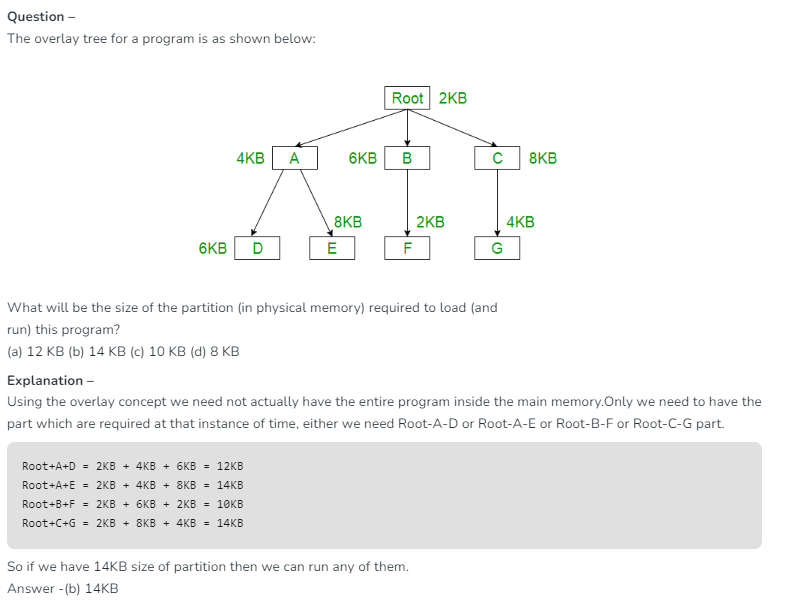 Question –
The overlay tree for a program is as shown below:
Root 2KB
4KB A 6KB B C 8KB
8KB 2KB 4KB
6KB D E F G
What will be the size of the partition (in physical memory) required to load (and
run) this program?
(a) 12 KB (b) 14 KB (c) 10 KB (d) 8 KB
Explanation –
Using the overlay concept we need not actually have the entire program inside the main memory.Only we need to have the
part which are required at that instance of time, either we need Root-A-D or Root-A-E or Root-B-F or Root-C-G part.
Root+A+D = 2KB + 4KB + 6KB = 12KB
Root+A+E = 2KB + 4KB + 8KB = 14KB
Root+B+F = 2KB + 6KB + 2KB = 10KB
Root+C+G = 2KB + 8KB + 4KB = 14KB
So if we have 14KB size of partition then we can run any of them.
Answer -(b) 14KB